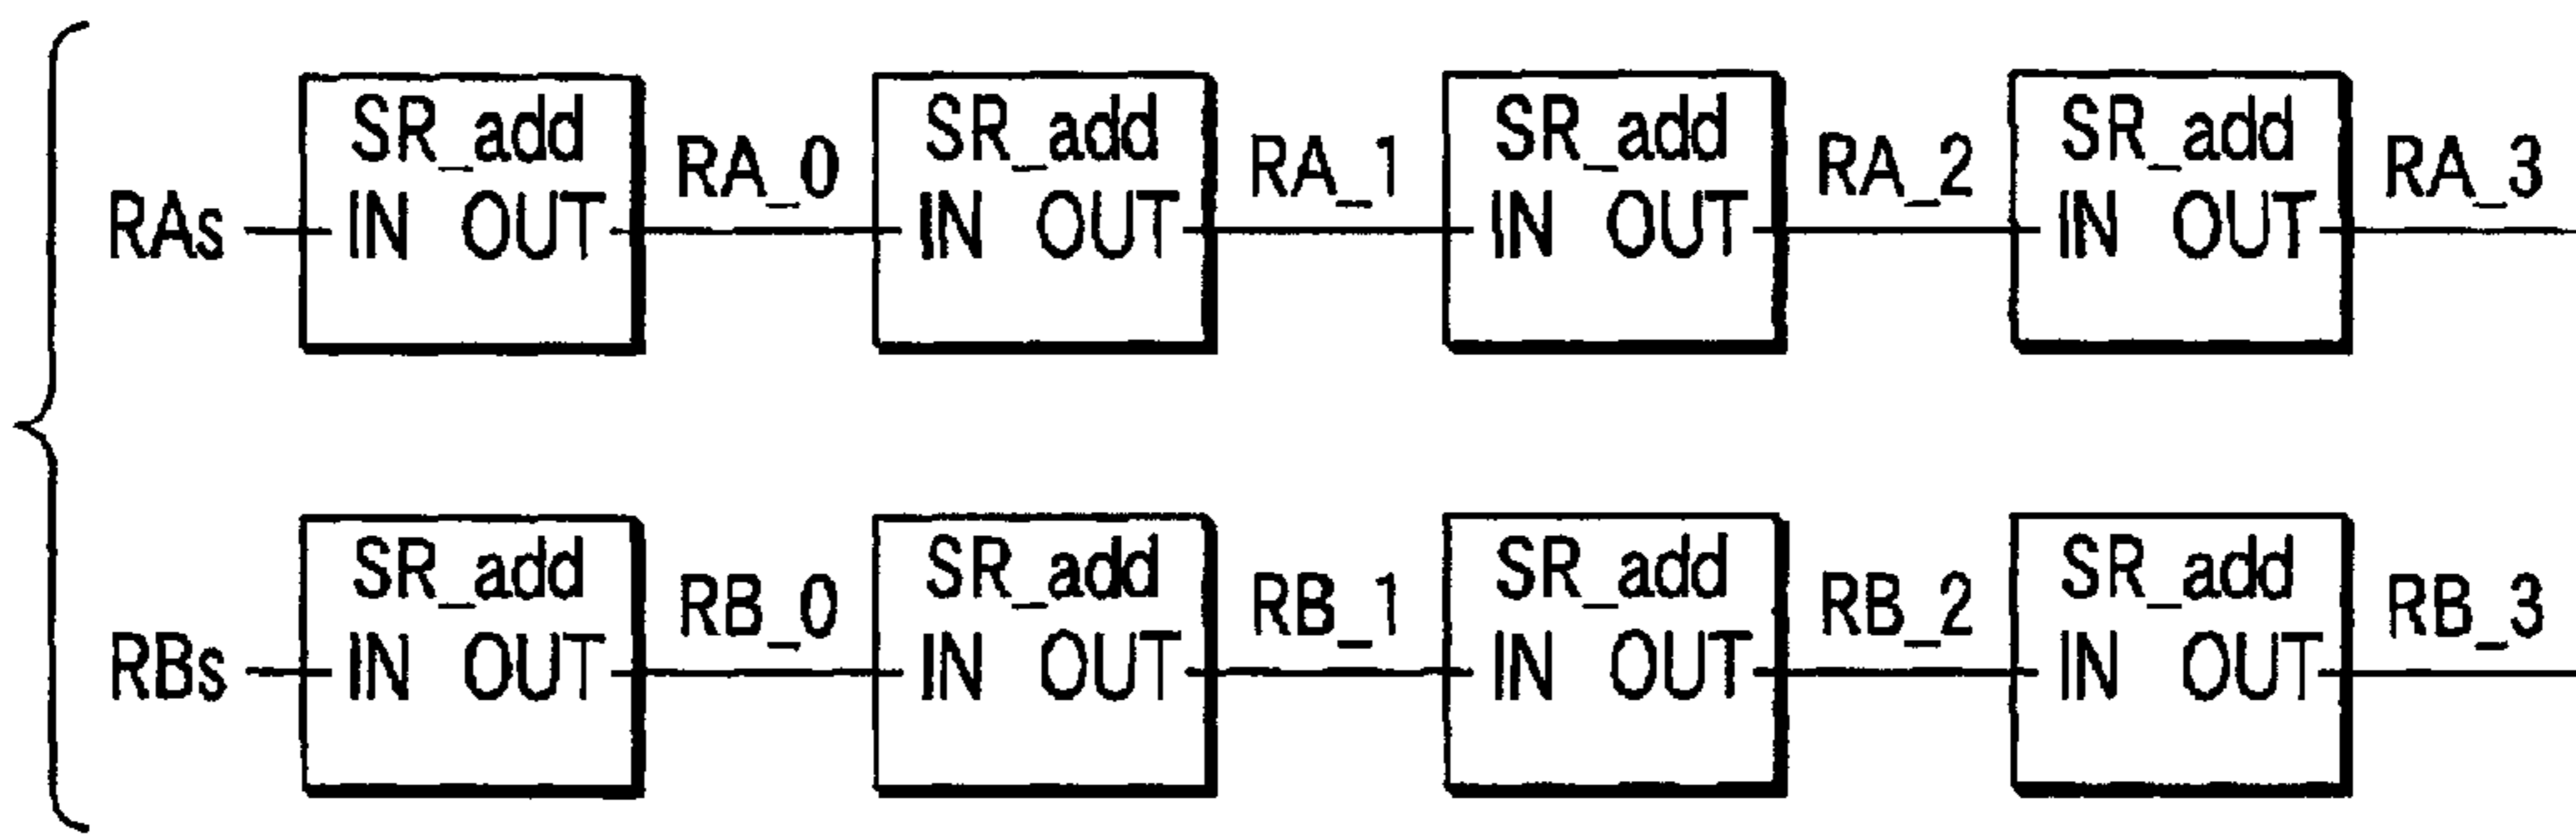 SR_add SR_add SR_add SR_add
RA_0 RA_1 RA_2 RA_3
RAs IN OUT IN OUT IN OUT IN OUT
SR_add SR_add SR_add SR_add
RB_0 RB_1 RB_2 RB_3
RBs IN OUT IN OUT IN OUT IN OUT